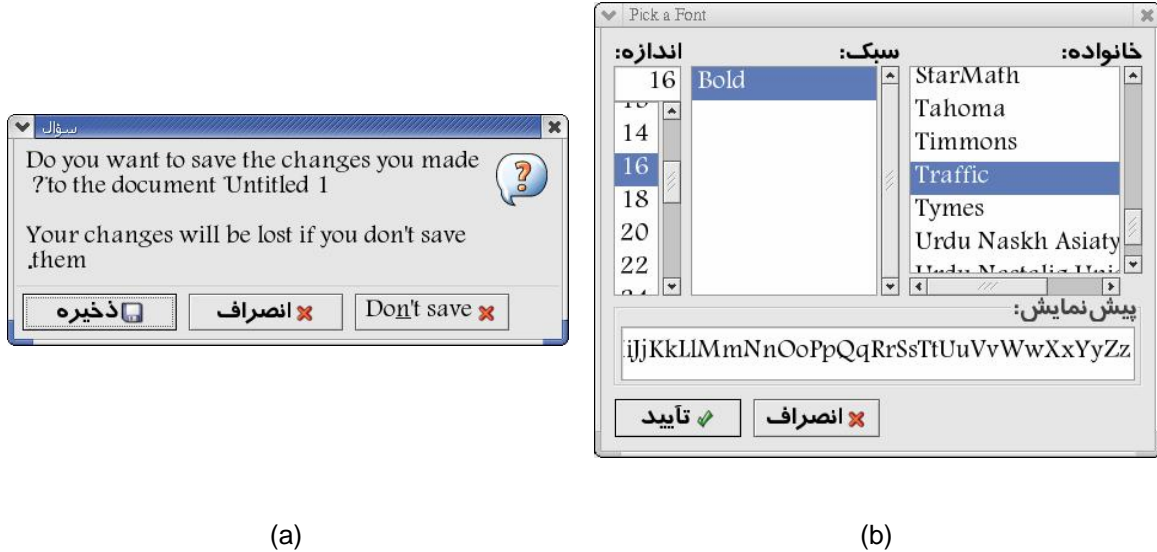 سؤال
Do you want to save the changes you made
?to the document 'Untitled 1'
Your changes will be lost if you don't save
.them
ذخیره
انصراف
Don't save
(a)
Pick a Font
خانواده:
سبک:
اندازه:
StarMath
Tahoma
Timmons
Traffic
Tymes
Urdu Naskh Asiaty
Bold
16
14
16
18
20
22
پیش‌نمایش:
iJjKkLlMmNnOoPpQqRrSsTtUuVvWwXxYyZz
تأیید
انصراف
(b)